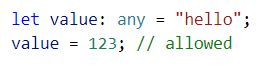 let value: any = "hello";
value = 123; // allowed